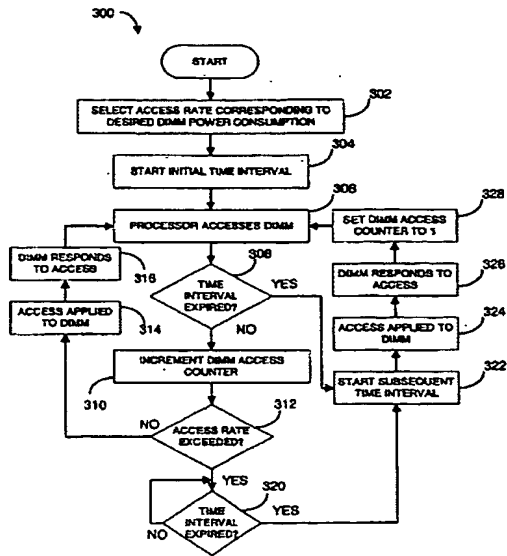 300
START
SELECT ACCESS RATE CORRESPONDING TO
DESIRED DIMM POWER CONSUMPTION
302
START INITIAL TIME INTERVAL
304
PROCESSOR ACCESSES DIMM
306
SET DIMM ACCESS
COUNTER TO 1
328
DIMM RESPONDS
TO ACCESS
316
TIME
INTERVAL
EXPIRED?
308
YES
NO
DIMM RESPONDS TO
ACCESS
326
ACCESS APPLIED
TO DIMM
314
ACCESS APPLIED TO
DIMM
324
INCREMENT DIMM ACCESS
COUNTER
310
START SUBSEQUENT
TIME INTERVAL
322
ACCESS RATE
EXCEEDED?
312
NO
YES
TIME
INTERVAL
EXPIRED?
320
YES
NO